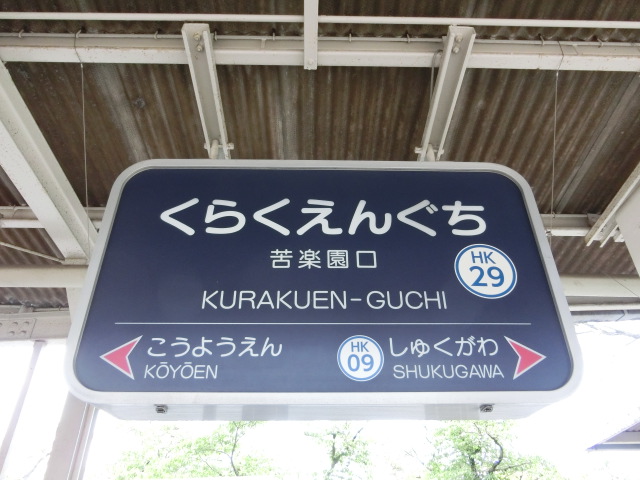 くらくえんぐち
苦楽園口
HK
29
KURAKUEN-GUCHI
こうようえん
KŌYŌEN
HK
09
しゅくがわ
SHUKUGAWA